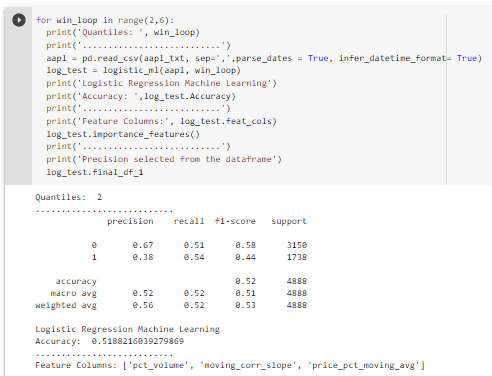 for win_loop in range(2,6):
print('Quantiles: ', win_loop)
print('...........................')
aapl = pd.read_csv(aapl_txt, sep=',',parse_dates = True, infer_datetime_format= True)
log_test = logistic_ml(aapl, win_loop)
print('Logistic Regression Machine Learning')
print('Accuracy: ',log_test.Accuracy)
print('...........................')
print('Feature Columns:', log_test.feat_cols)
log_test.importance_features()
print('...........................')
print('Precision selected from the dataframe')
log_test.final_df_1
Quantiles:  2
...........................
precision    recall  f1-score   support
0       0.67      0.51      0.58      3150
1       0.38      0.54      0.44      1738
accuracy                           0.52      4888
macro avg       0.52      0.52      0.51      4888
weighted avg       0.56      0.52      0.53      4888
Logistic Regression Machine Learning
Accuracy:  0.5188216039279869
...........................
Feature Columns: ['pct_volume', 'moving_corr_slope', 'price_pct_moving_avg']